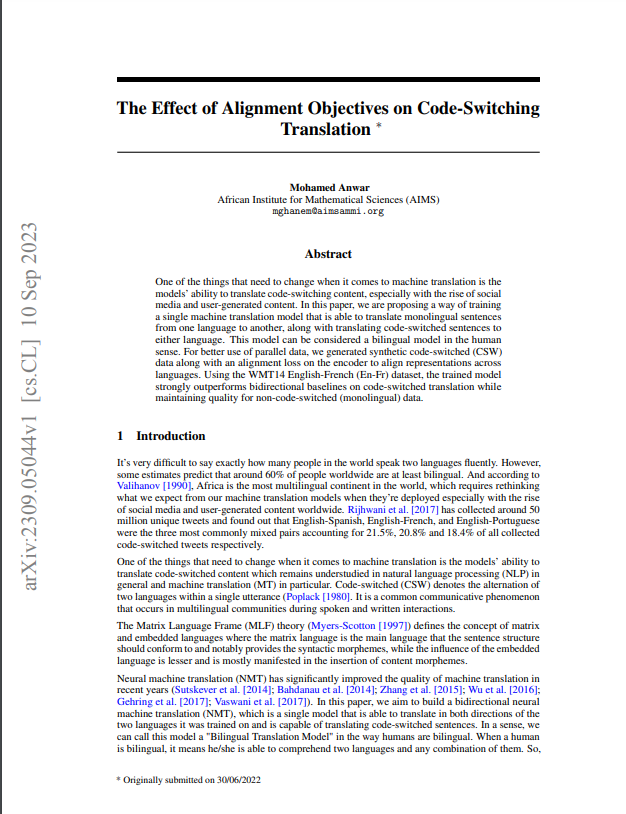 arXiv:2309.05044v1 [cs.CL] 10 Sep 2023
The Effect of Alignment Objectives on Code-Switching
Translation *
Mohamed Anwar
African Institute for Mathematical Sciences (AIMS)
mghanem@aimsammi.org
Abstract
One of the things that need to change when it comes to machine translation is the
models' ability to translate code-switching content, especially with the rise of social
media and user-generated content. In this paper, we are proposing a way of training
a single machine translation model that is able to translate monolingual sentences
from one language to another, along with translating code-switched sentences to
either language. This model can be considered a bilingual model in the human
sense. For better use of parallel data, we generated synthetic code-switched (CSW)
data along with an alignment loss on the encoder to align representations across
languages. Using the WMT14 English-French (En-Fr) dataset, the trained model
strongly outperforms bidirectional baselines on code-switched translation while
maintaining quality for non-code-switched (monolingual) data.
1 Introduction
It's very difficult to say exactly how many people in the world speak two languages fluently. However,
some estimates predict that around 60% of people worldwide are at least bilingual. And according to
Valihanov [1990], Africa is the most multilingual continent in the world, which requires rethinking
what we expect from our machine translation models when they're deployed especially with the rise
of social media and user-generated content worldwide. Rijhwani et al. [2017] has collected around 50
million unique tweets and found out that English-Spanish, English-French, and English-Portuguese
were the three most commonly mixed pairs accounting for 21.5%, 20.8% and 18.4% of all collected
code-switched tweets respectively.
One of the things that need to change when it comes to machine translation is the models' ability to
translate code-switched content which remains understudied in natural language processing (NLP) in
general and machine translation (MT) in particular. Code-switched (CSW) denotes the alternation of
two languages within a single utterance (Poplack [1980]. It is a common communicative phenomenon
that occurs in multilingual communities during spoken and written interactions.
The Matrix Language Frame (MLF) theory (Myers-Scotton [1997]) defines the concept of matrix
and embedded languages where the matrix language is the main language that the sentence structure
should conform to and notably provides the syntactic morphemes, while the influence of the embedded
language is lesser and is mostly manifested in the insertion of content morphemes.
Neural machine translation (NMT) has significantly improved the quality of machine translation in
recent years (Sutskever et al. [2014]; Bahdanau et al. [2014]; Zhang et al. [2015]; Wu et al. [2016];
Gehring et al. [2017]; Vaswani et al. [2017]). In this paper, we aim to build a bidirectional neural
machine translation (NMT), which is a single model that is able to translate in both directions of the
two languages it was trained on and is capable of translating code-switched sentences. In a sense, we
can call this model a "Bilingual Translation Model" in the way humans are bilingual. When a human
is bilingual, it means he/she is able to comprehend two languages and any combination of them. So,
* Originally submitted on 30/06/2022